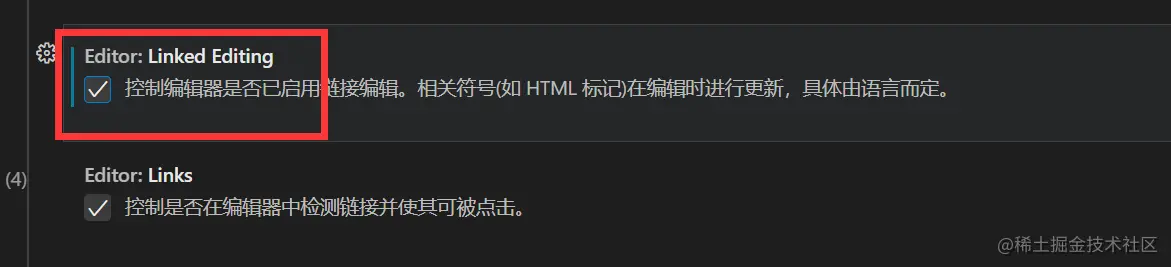 Editor: Linked Editing
控制编辑器是否已启用链接编辑。相关符号(如 HTML 标记)在编辑时进行更新，具体由语言而定。
Editor: Links
(4)
控制是否在编辑器中检测链接并使其可被点击。
@稀土掘金技术社区